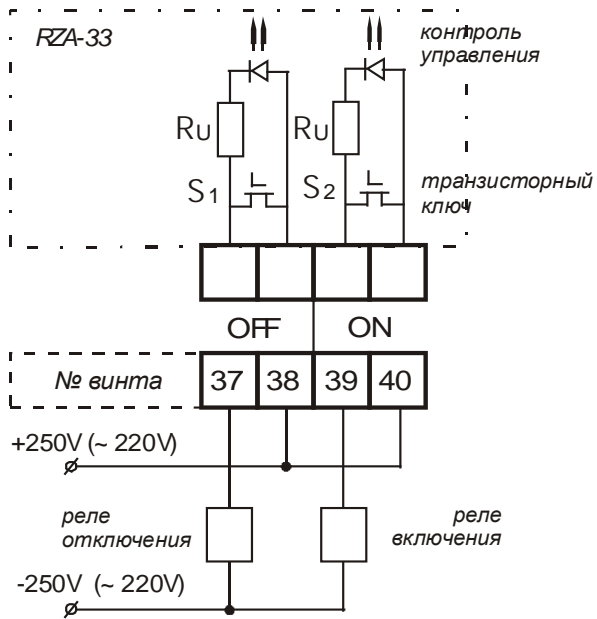 RZA-33
контроль
управления
RU
RU
S1
S2
транзисторный
ключ
OFF
ON
№ винта
37
38
39
40
+250V (~ 220V)
реле
отключения
реле
включения
-250V (~ 220V)